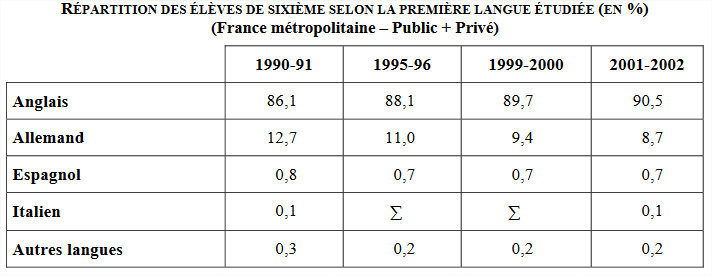 RÉPARTITION DES ÉLÈVES DE SIXIÈME SELON LA PREMIÈRE LANGUE ÉTUDIÉE (EN %)
(France métropolitaine – Public + Privé)
1990-91 1995-96 1999-2000 2001-2002
Anglais 86,1 88,1 89,7 90,5
Allemand 12,7 11,0 9,4 8,7
Espagnol 0,8 0,7 0,7 0,7
Italien 0,1 ∑ ∑ 0,1
Autres langues 0,3 0,2 0,2 0,2